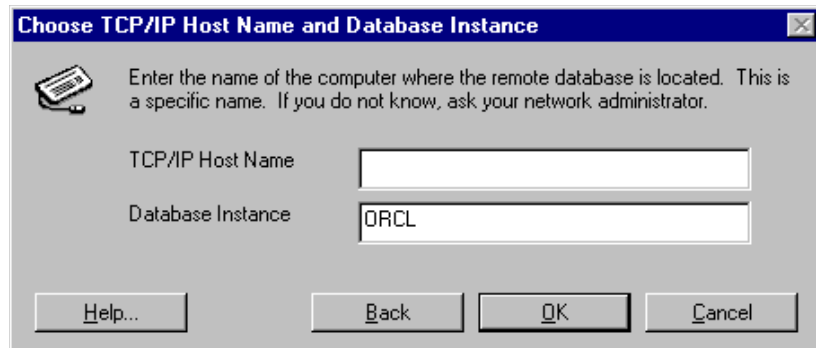 Choose TCP/IP Host Name and Database Instance
Enter the name of the computer where the remote database is located.  This is
a specific name.  If you do not know, ask your network administrator.
TCP/IP Host Name
Database Instance ORCL
Help... Back OK Cancel